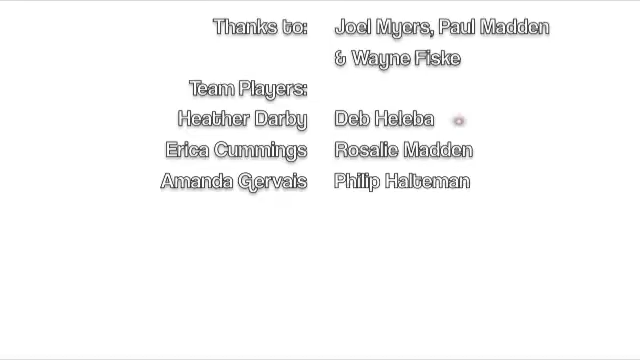 Thanks to: Joel Myers, Paul Madden
& Wayne Fiske
Team Players:
Heather Darby Deb Heleba
Erica Cummings Rosalie Madden
Amanda Gervais Philip Halteman